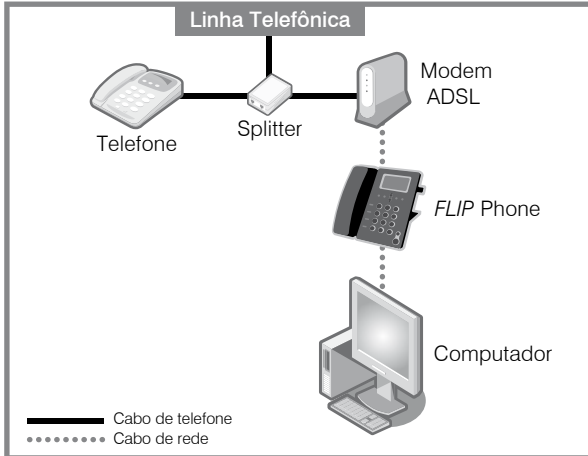 Linha Telefônica
Modem
ADSL
Telefone
Splitter
FLIP Phone
Computador
Cabo de telefone
Cabo de rede